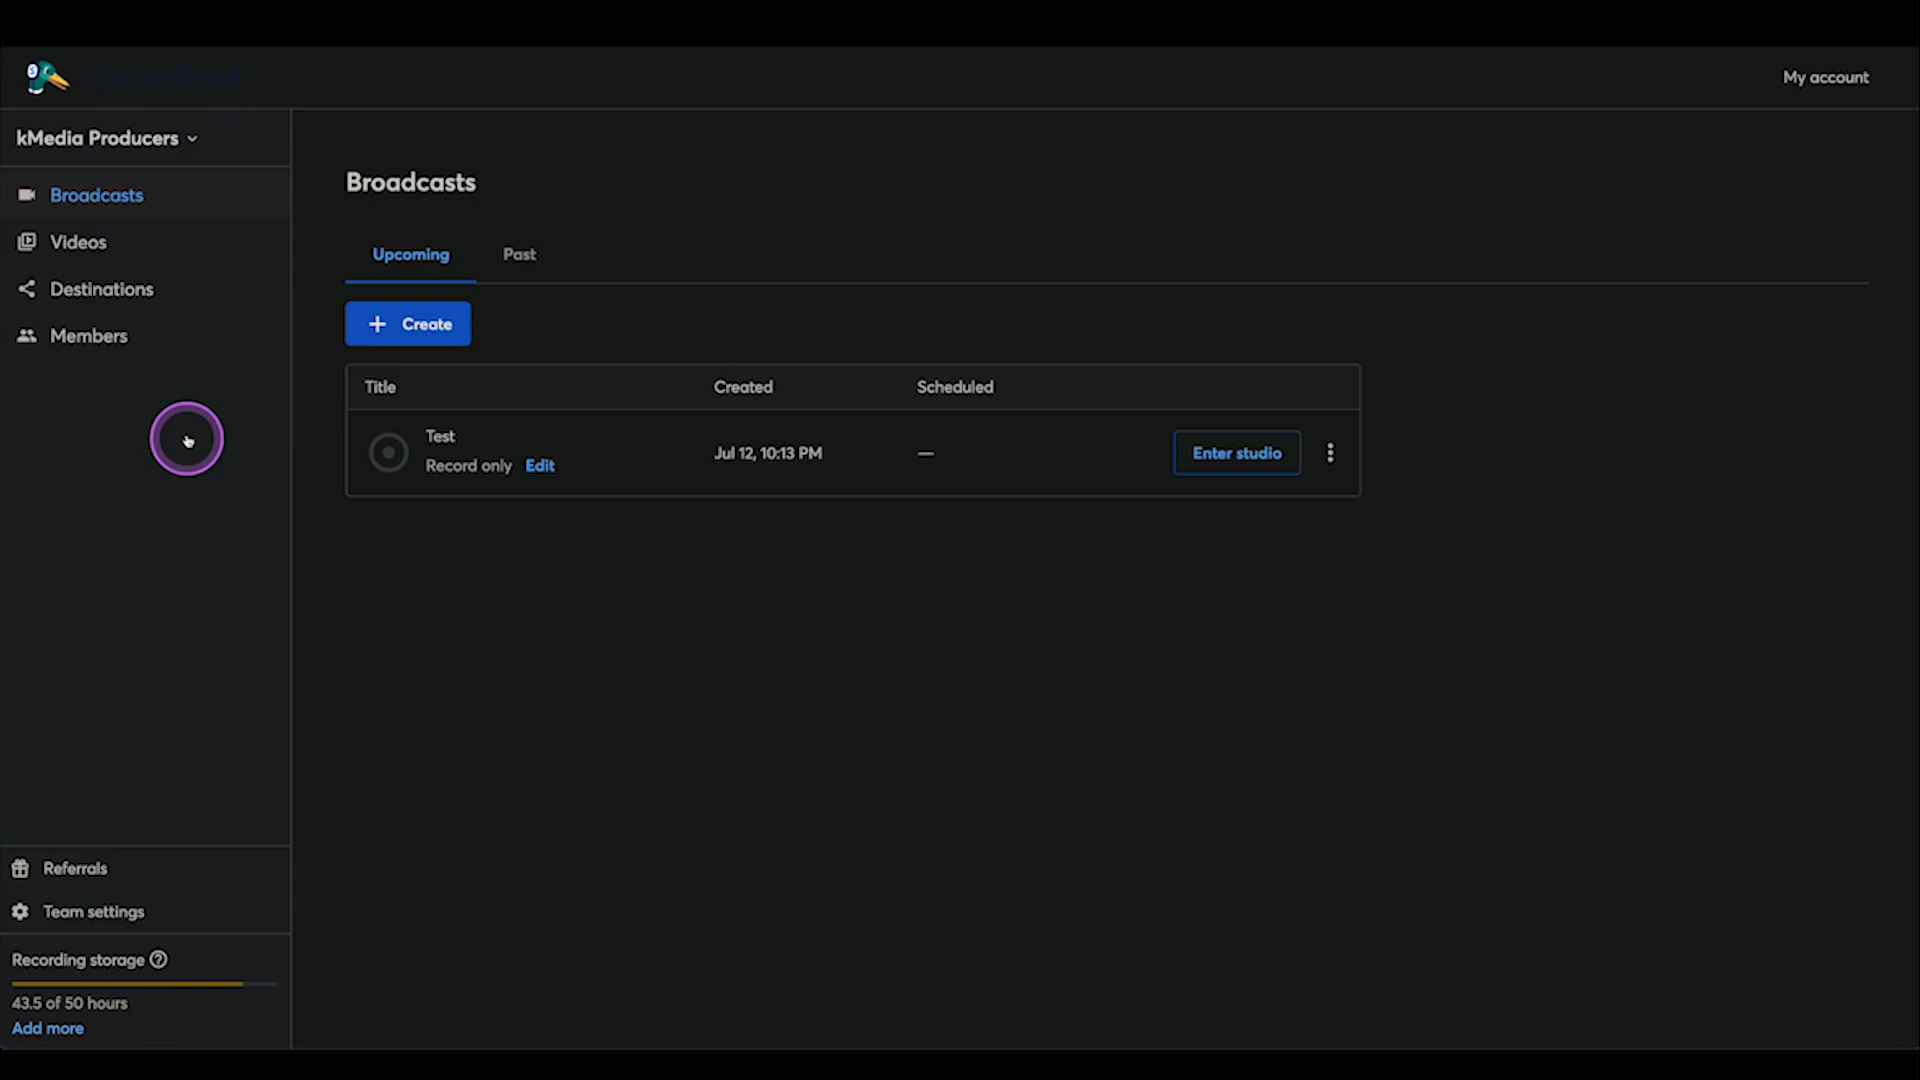 My account
kMedia Producers
Broadcasts
Videos
Destinations
Members
Broadcasts
Upcoming Past
+ Create
Title Created Scheduled
Test
Record only Edit
Jul 12, 10:13 PM — Enter studio
Referrals
Team settings
Recording storage ?
43.5 of 50 hours
Add more